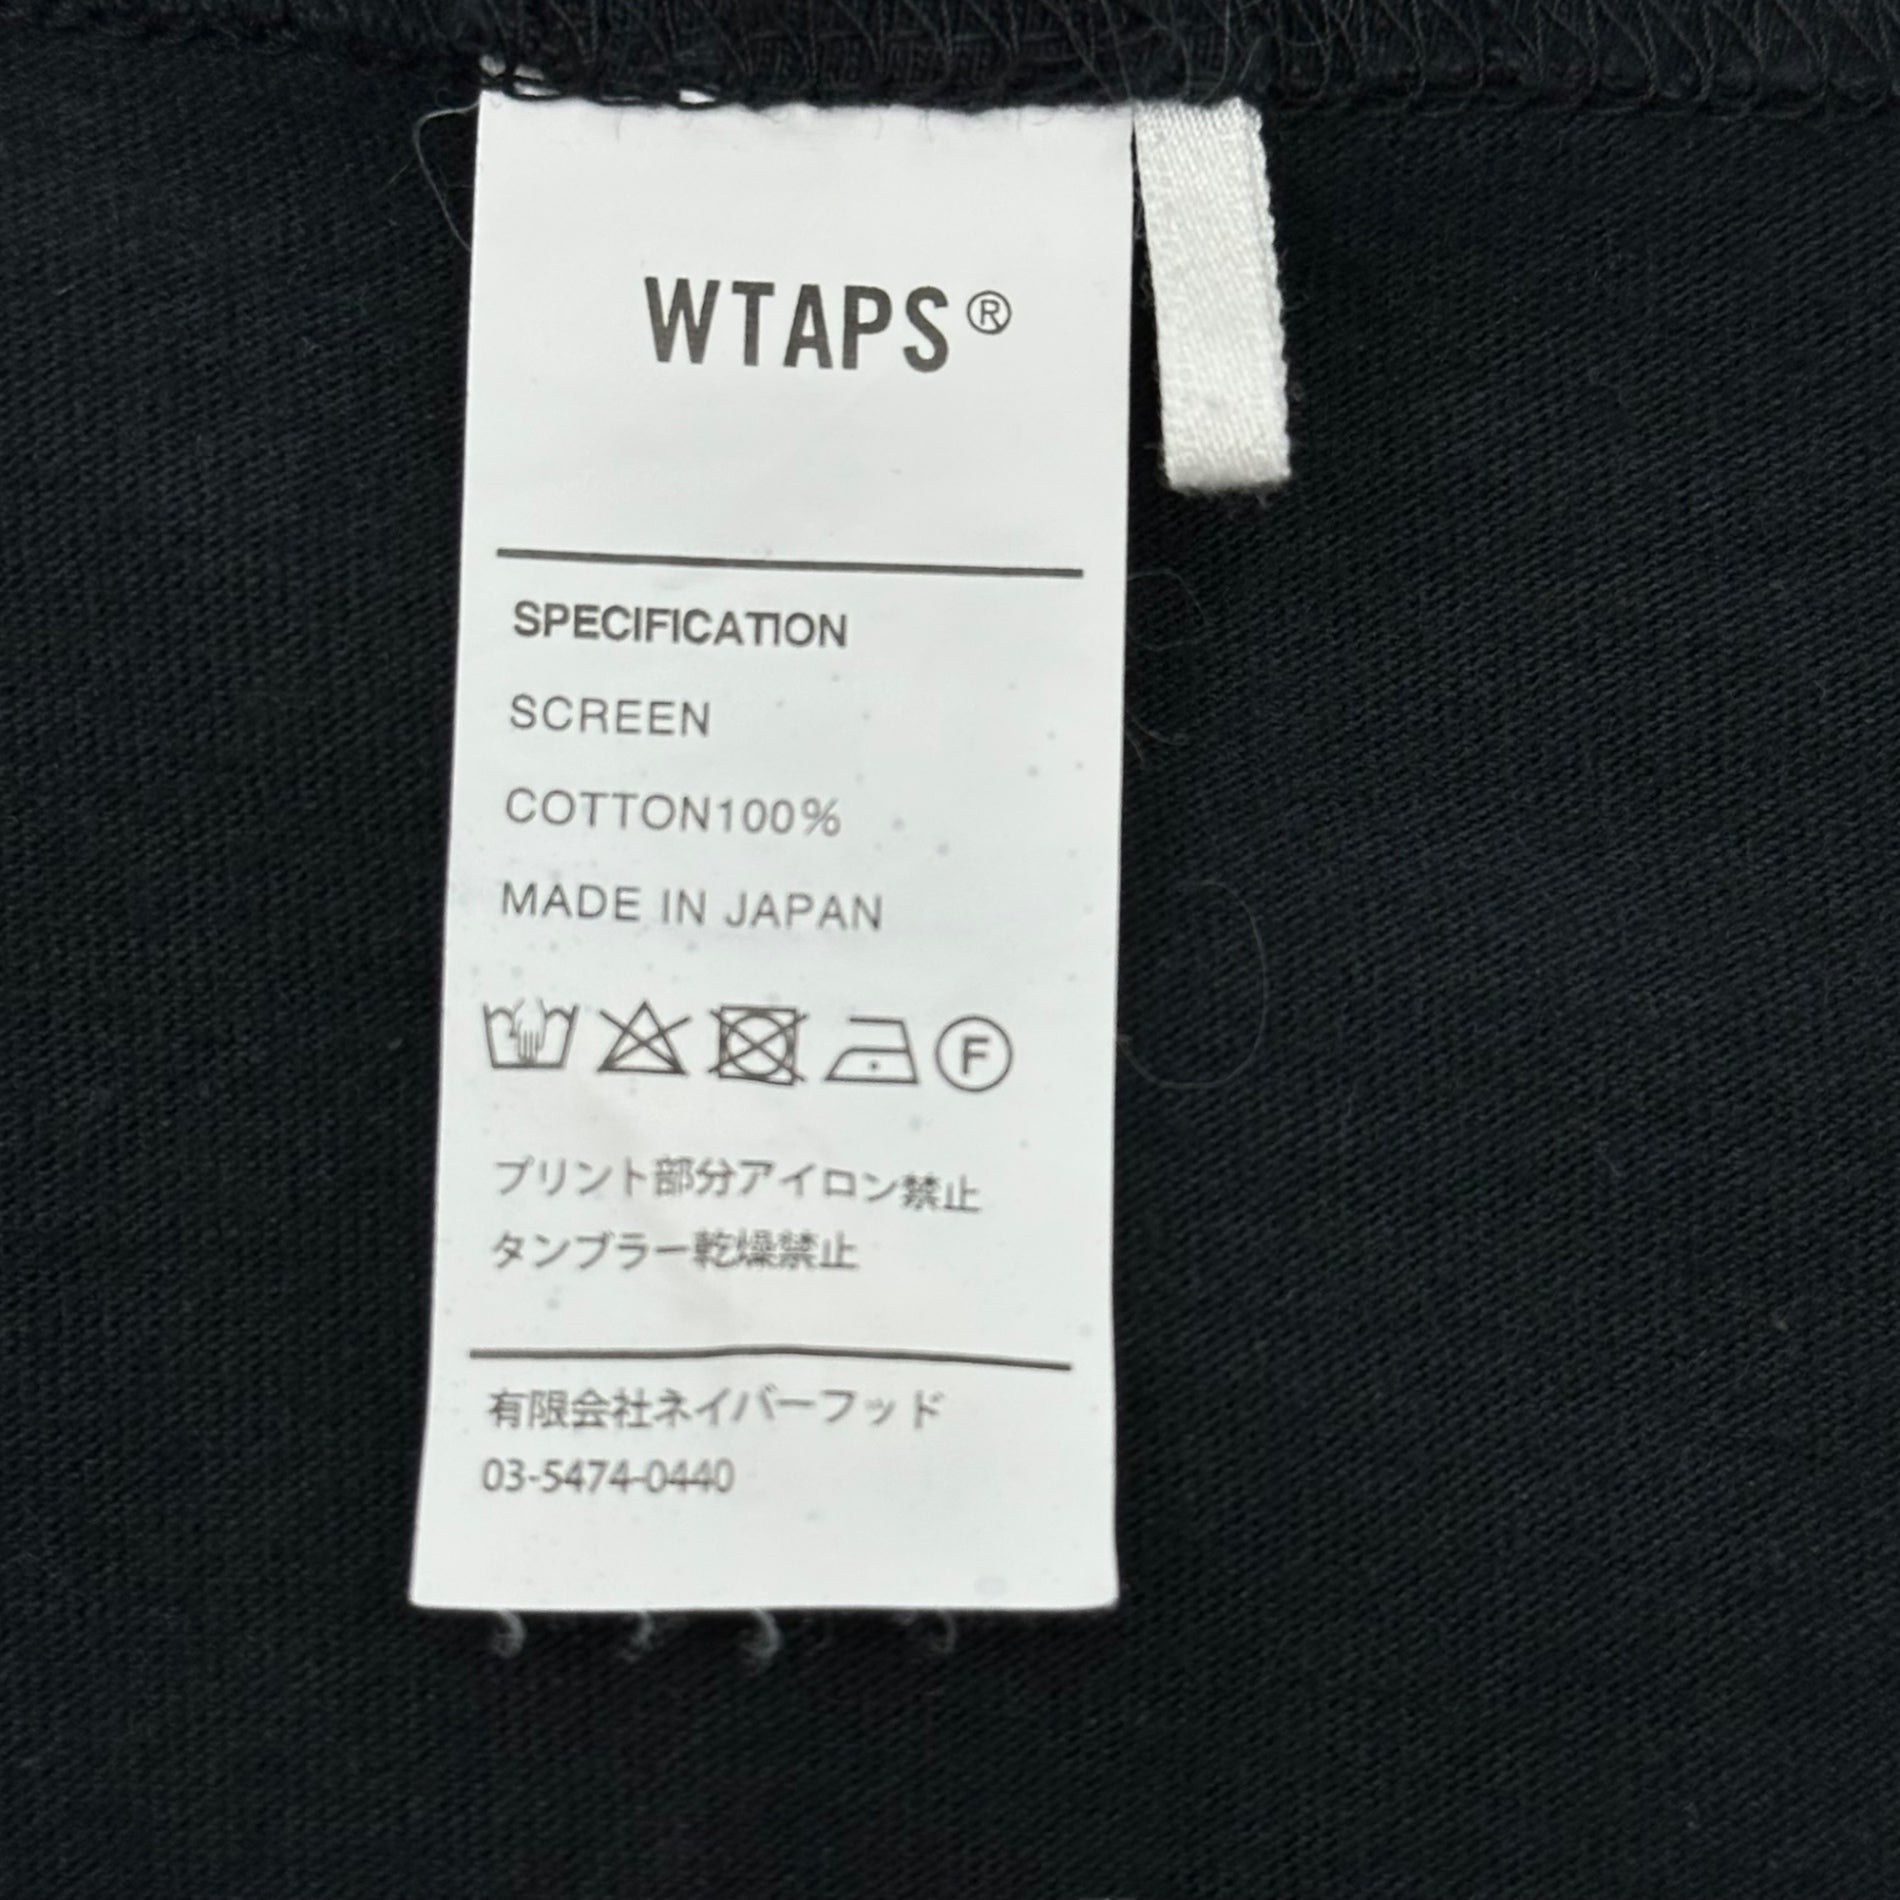 WTAPS®
SPECIFICATION
SCREEN
COTTON100%
MADE IN JAPAN
F
プリント部分アイロン禁止
タンブラー乾燥禁止
有限会社ネイバーフッド
03-5474-0440